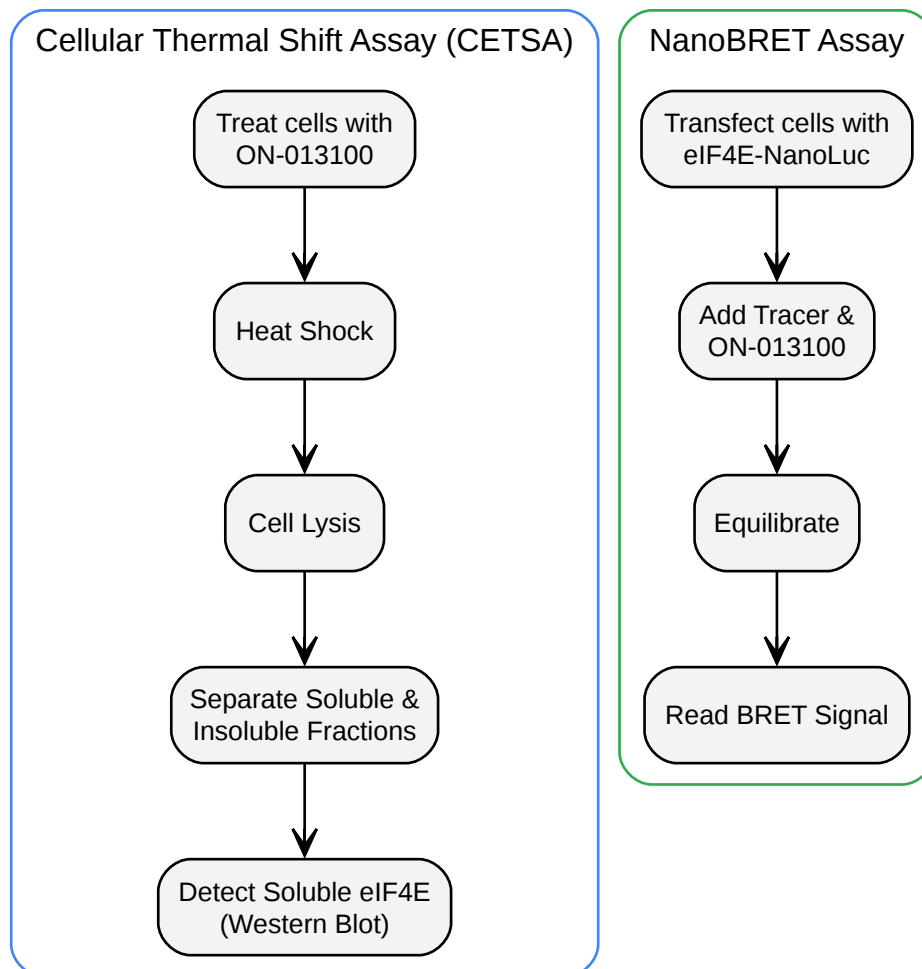 Cellular Thermal Shift Assay (CETSA)
Treat cells with
ON-013100
Heat Shock
Cell Lysis
Separate Soluble &
Insoluble Fractions
Detect Soluble eIF4E
(Western Blot)
NanoBRET Assay
Transfect cells with
eIF4E-NanoLuc
Add Tracer &
ON-013100
Equilibrate
Read BRET Signal